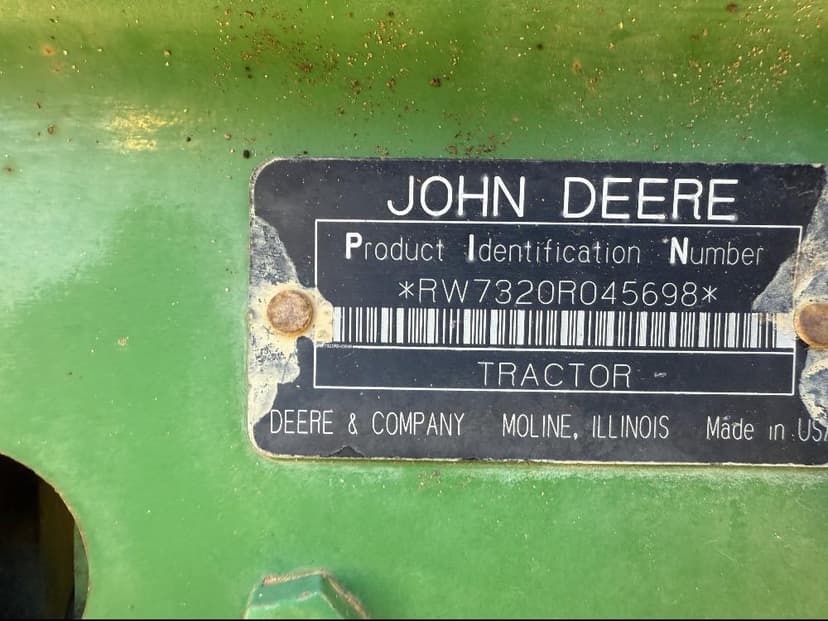 JOHN DEERE
Product Identification Number
*RW7320R045698*
TRACTOR
DEERE & COMPANY MOLINE, ILLINOIS Made in USA